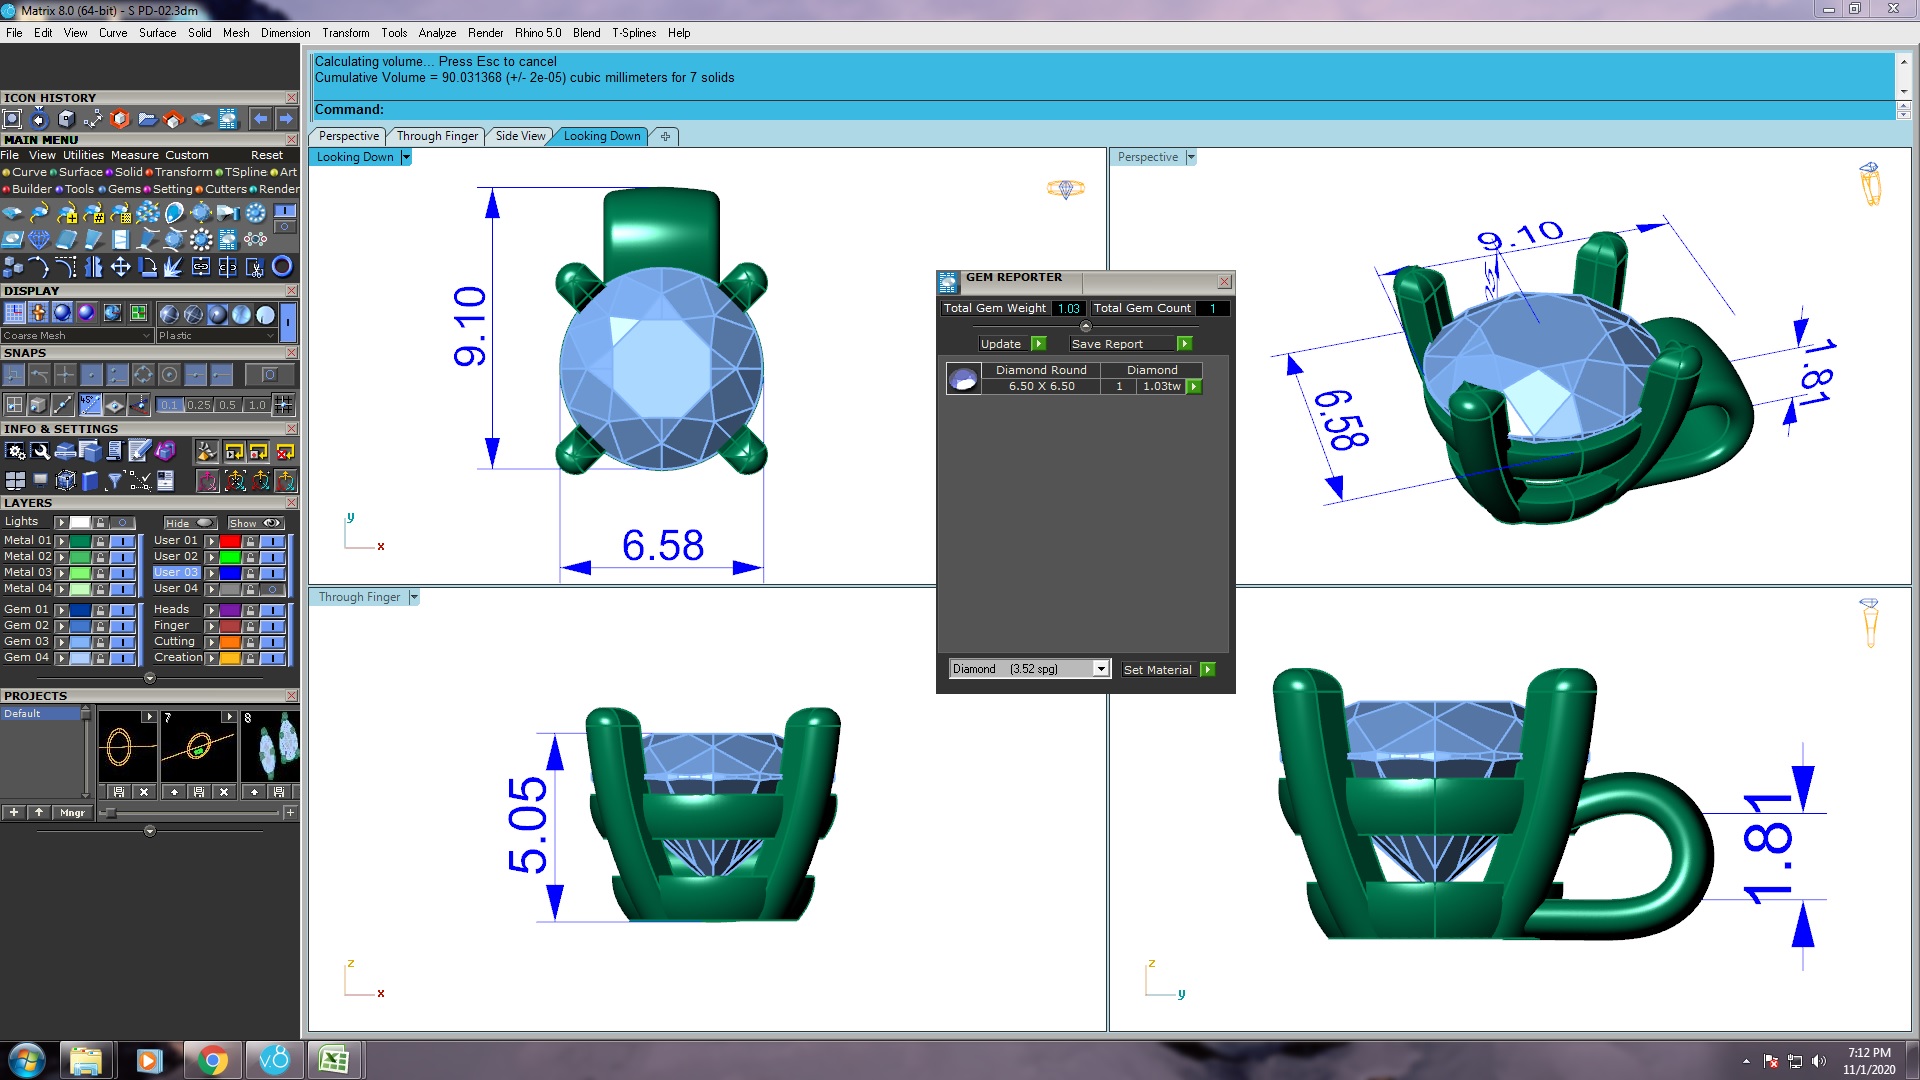 Matrix 8.0 (64-bit) - S PD-02.3dm
File Edit View Curve Surface Solid Mesh Dimension Transform Tools Analyze Render Rhino 5.0 Blend T-Splines Help
Calculating volume... Press Esc to cancel
Cumulative Volume = 90.031368 (+/- 2e-05) cubic millimeters for 7 solids
Command:
ICON HISTORY
MAIN MENU
File View Utilities Measure Custom Reset
Curve Surface Solid Transform TSpline Art
Builder Tools Gems Setting Cutters Render
DISPLAY
Coarse Mesh Plastic
SNAPS
45°
0.1 0.25 0.5 1.0
INFO & SETTINGS
LAYERS
Lights Hide Show
Metal 01 User 01
Metal 02 User 02
Metal 03 User 03
Metal 04 User 04
Gem 01 Heads
Gem 02 Finger
Gem 03 Cutting
Gem 04 Creation
PROJECTS
Default
7
8
Mngr
Perspective Through Finger Side View Looking Down
Looking Down
9.10
6.58
y
x
Perspective
9.10
6.58
1.81
GEM REPORTER
Total Gem Weight 1.03 Total Gem Count 1
Update Save Report
Diamond Round Diamond
6.50 X 6.50 1 1.03tw
Diamond (3.52 spg) Set Material
Through Finger
5.05
z
x
1.81
z
y
v8
7:12 PM
11/1/2020